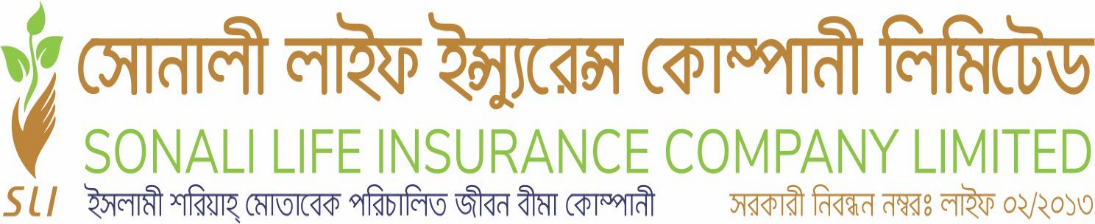 সোনালী লাইফ ইন্স্যুরেন্স কোম্পানী লিমিটেড
SONALI LIFE INSURANCE COMPANY LIMITED
SLI ইসলামী শরিয়াহ্ মোতাবেক পরিচালিত জীবন বীমা কোম্পানী সরকারী নিবন্ধন নম্বরঃ লাইফ ০২/২০১৩